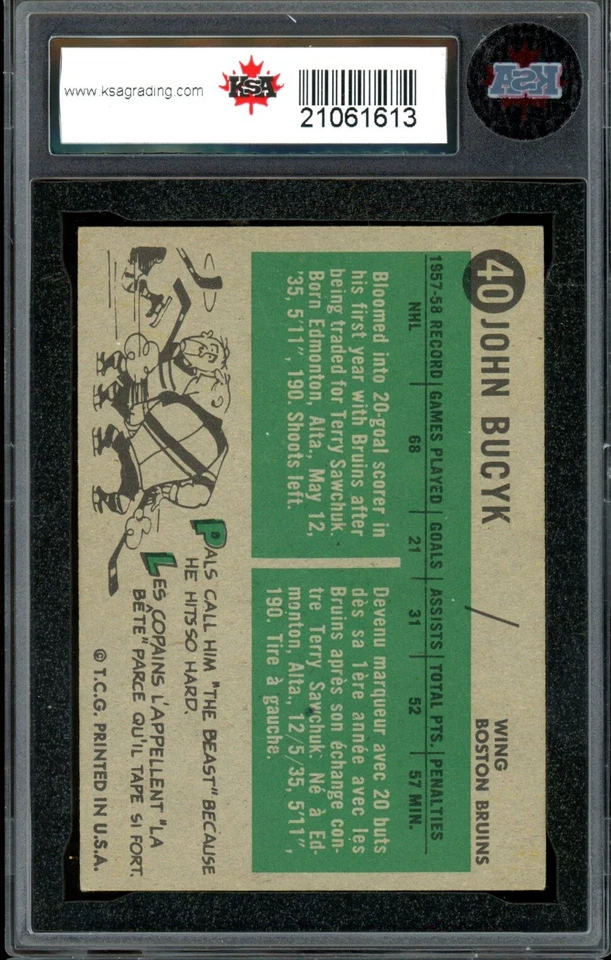 www.ksagrading.com
KSA
21061613
KSA
40 JOHN BUCYK
WING
BOSTON BRUINS
1957-58 RECORD | GAMES PLAYED | GOALS | ASSISTS | TOTAL PTS. | PENALTIES
NHL 68 21 31 52 57 MIN.
Bloomed into 20-goal scorer in
his first year with Bruins after
being traded for Terry Sawchuk.
Born Edmonton, Alta., May 12,
'35, 5'11", 190. Shoots left.
Devenu marqueur avec 20 buts
dès sa 1ère année avec les
Bruins après son échange con-
tre Terry Sawchuk. Né à Ed-
monton, Alta., 12/5/35, 5'11",
190. Tire à gauche.
PALS CALL HIM "THE BEAST" BECAUSE
HE HITS SO HARD.
LES COPAINS L'APPELLENT "LA
BÊTE" PARCE QU'IL TAPE SI FORT.
© T.C.G. PRINTED IN U.S.A.